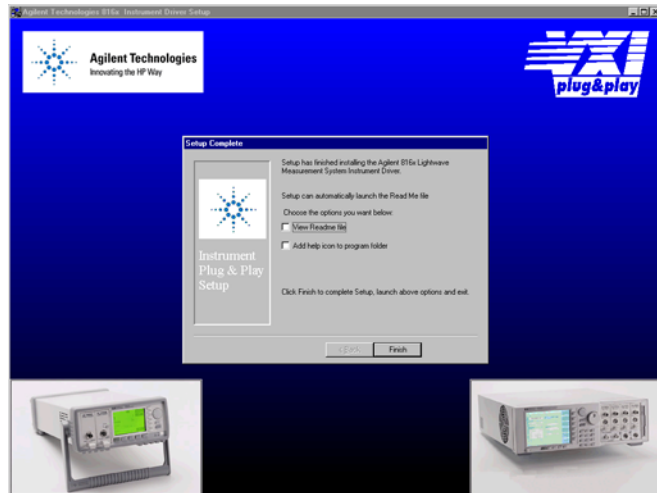 Agilent Technologies 816x Instrument Driver Setup
Agilent Technologies
Innovating the HP Way
VXI
plug&play
Setup Complete
Setup has finished installing the Agilent 816x Lightwave
Measurement System Instrument Driver.
Setup can automatically launch the Read Me file
Choose the options you want below:
View Readme file
Add help icon to program folder
Instrument
Plug & Play
Setup
Click Finish to complete Setup, launch above options and exit.
< Back
Finish